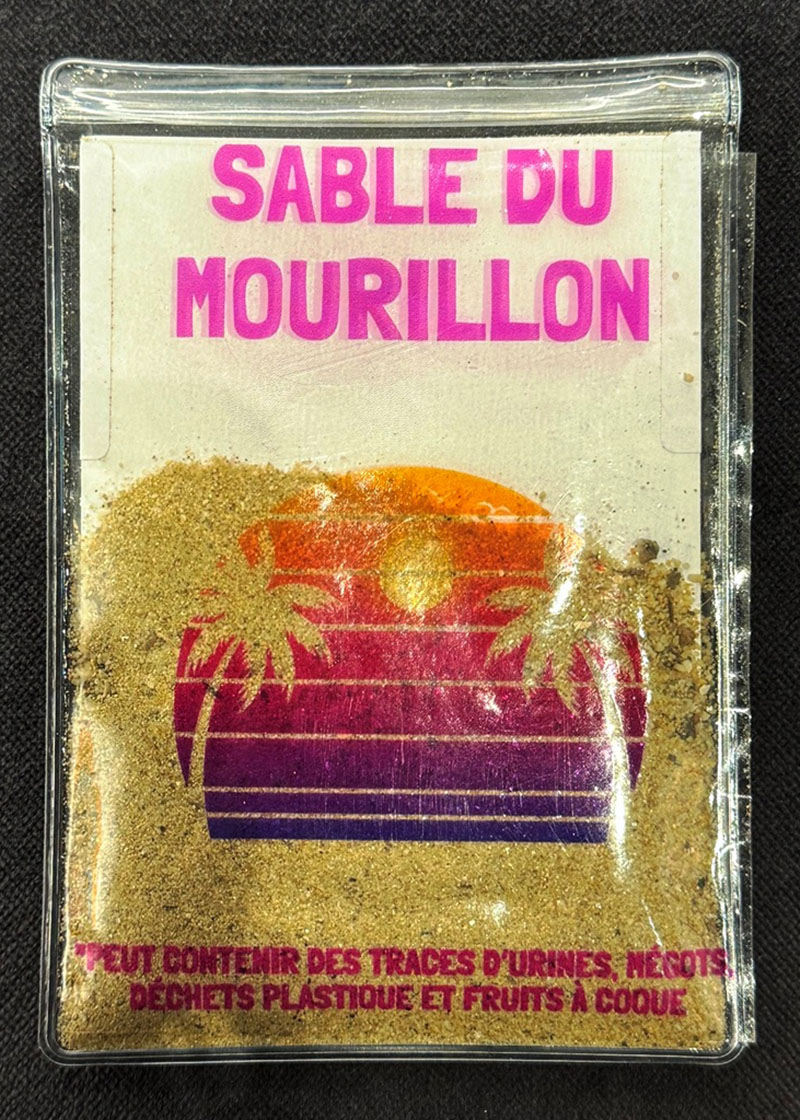 SABLE DU
MOURILLON
*PEUT CONTENIR DES TRACES D'URINES, MÉGOTS,
DÉCHETS PLASTIQUE ET FRUITS À COQUE